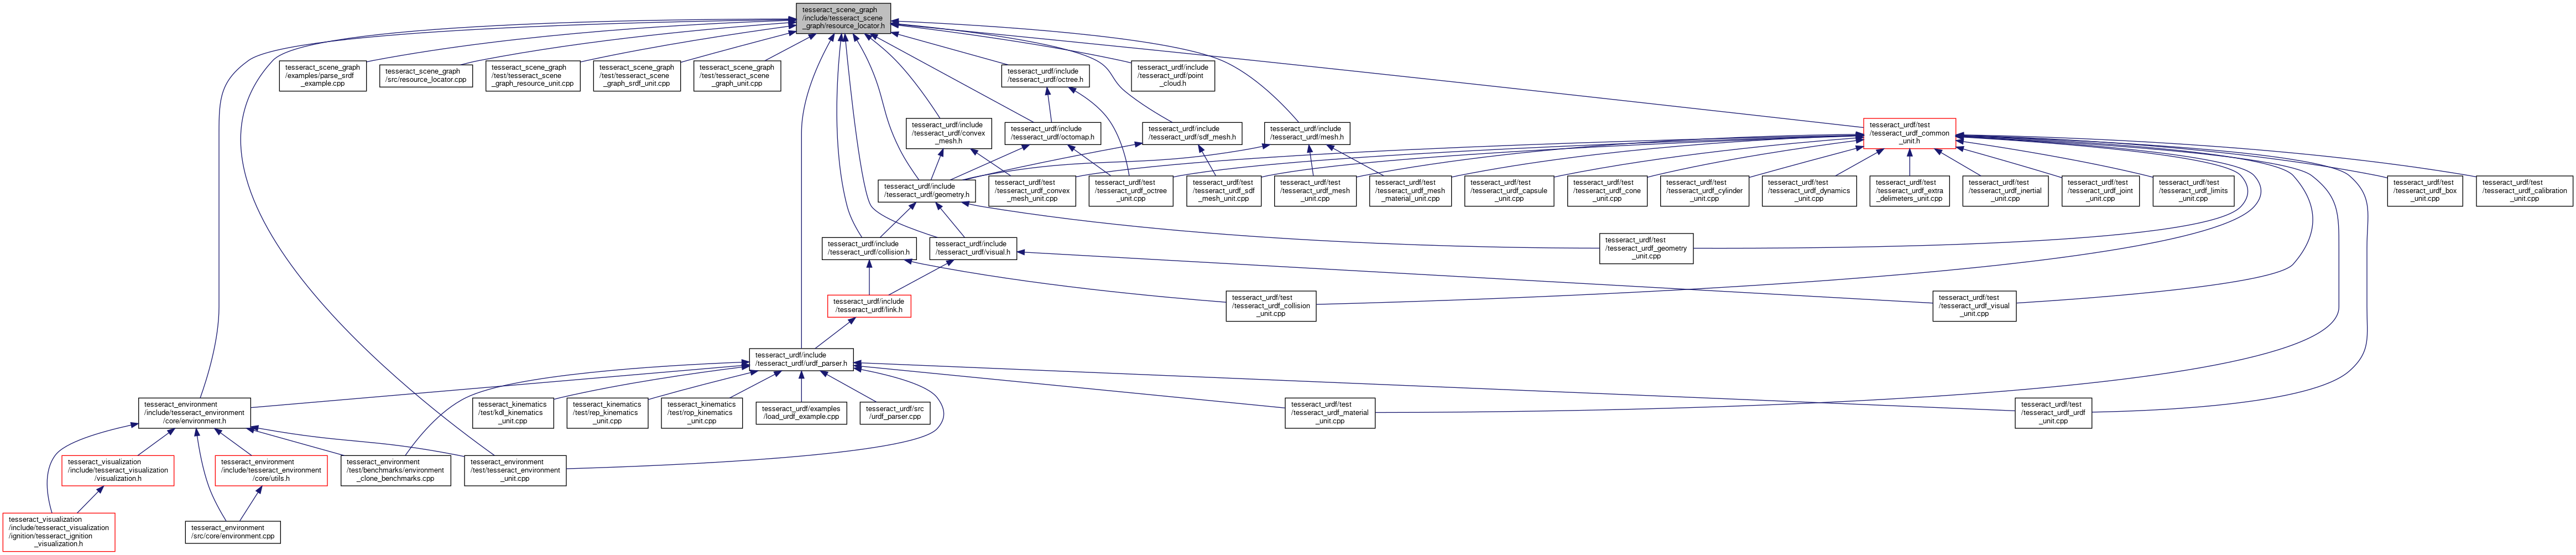 tesseract_scene_graph
/include/tesseract_scene
_graph/resource_locator.h
tesseract_scene_graph
/examples/parse_srdf
_example.cpp
tesseract_scene_graph
/src/resource_locator.cpp
tesseract_scene_graph
/test/tesseract_scene
_graph_resource_unit.cpp
tesseract_scene_graph
/test/tesseract_scene
_graph_srdf_unit.cpp
tesseract_scene_graph
/test/tesseract_scene
_graph_unit.cpp
tesseract_urdf/include
/tesseract_urdf/octree.h
tesseract_urdf/include
/tesseract_urdf/point
_cloud.h
tesseract_urdf/include
/tesseract_urdf/convex
_mesh.h
tesseract_urdf/include
/tesseract_urdf/octomap.h
tesseract_urdf/include
/tesseract_urdf/sdf_mesh.h
tesseract_urdf/include
/tesseract_urdf/mesh.h
tesseract_urdf/test
/tesseract_urdf_common
_unit.h
tesseract_urdf/include
/tesseract_urdf/geometry.h
tesseract_urdf/test
/tesseract_urdf_convex
_mesh_unit.cpp
tesseract_urdf/test
/tesseract_urdf_octree
_unit.cpp
tesseract_urdf/test
/tesseract_urdf_sdf
_mesh_unit.cpp
tesseract_urdf/test
/tesseract_urdf_mesh
_unit.cpp
tesseract_urdf/test
/tesseract_urdf_mesh
_material_unit.cpp
tesseract_urdf/test
/tesseract_urdf_capsule
_unit.cpp
tesseract_urdf/test
/tesseract_urdf_cone
_unit.cpp
tesseract_urdf/test
/tesseract_urdf_cylinder
_unit.cpp
tesseract_urdf/test
/tesseract_urdf_dynamics
_unit.cpp
tesseract_urdf/test
/tesseract_urdf_extra
_delimeters_unit.cpp
tesseract_urdf/test
/tesseract_urdf_inertial
_unit.cpp
tesseract_urdf/test
/tesseract_urdf_joint
_unit.cpp
tesseract_urdf/test
/tesseract_urdf_limits
_unit.cpp
tesseract_urdf/test
/tesseract_urdf_box
_unit.cpp
tesseract_urdf/test
/tesseract_urdf_calibration
_unit.cpp
tesseract_urdf/include
/tesseract_urdf/collision.h
tesseract_urdf/include
/tesseract_urdf/visual.h
tesseract_urdf/test
/tesseract_urdf_geometry
_unit.cpp
tesseract_urdf/include
/tesseract_urdf/link.h
tesseract_urdf/test
/tesseract_urdf_collision
_unit.cpp
tesseract_urdf/test
/tesseract_urdf_visual
_unit.cpp
tesseract_urdf/include
/tesseract_urdf/urdf_parser.h
tesseract_environment
/include/tesseract_environment
/core/environment.h
tesseract_kinematics
/test/kdl_kinematics
_unit.cpp
tesseract_kinematics
/test/rep_kinematics
_unit.cpp
tesseract_kinematics
/test/rop_kinematics
_unit.cpp
tesseract_urdf/examples
/load_urdf_example.cpp
tesseract_urdf/src
/urdf_parser.cpp
tesseract_urdf/test
/tesseract_urdf_material
_unit.cpp
tesseract_urdf/test
/tesseract_urdf_urdf
_unit.cpp
tesseract_visualization
/include/tesseract_visualization
/visualization.h
tesseract_environment
/include/tesseract_environment
/core/utils.h
tesseract_environment
/test/benchmarks/environment
_clone_benchmarks.cpp
tesseract_environment
/test/tesseract_environment
_unit.cpp
tesseract_visualization
/include/tesseract_visualization
/ignition/tesseract_ignition
_visualization.h
tesseract_environment
/src/core/environment.cpp